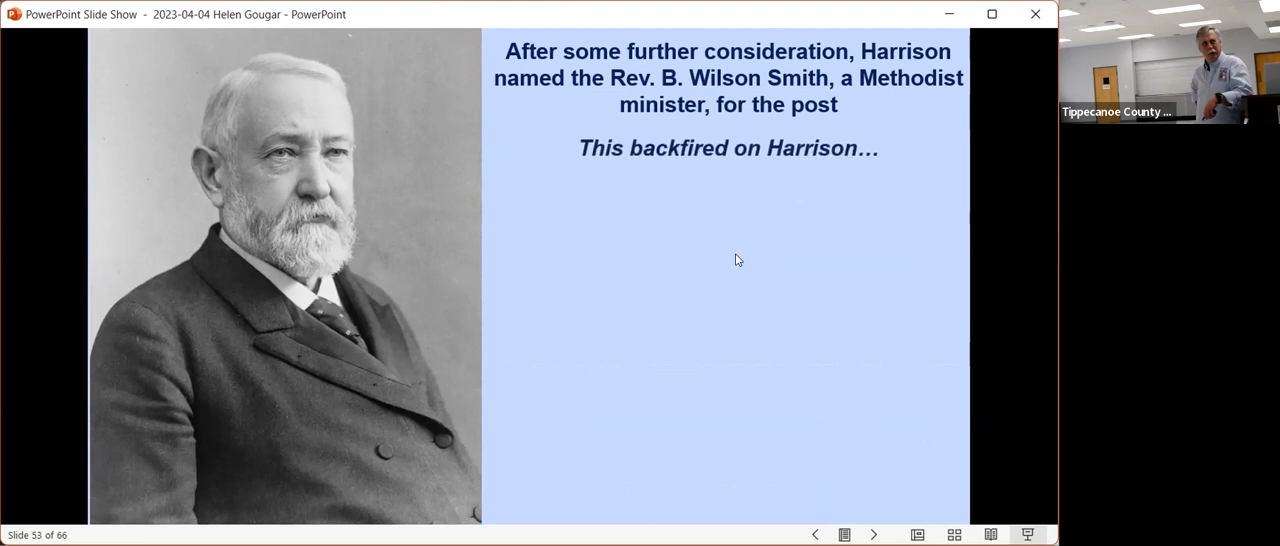 PowerPoint Slide Show - 2023-04-04 Helen Gougar - PowerPoint
After some further consideration, Harrison
named the Rev. B. Wilson Smith, a Methodist
minister, for the post
This backfired on Harrison…
Tippecanoe County ...
Slide 53 of 66